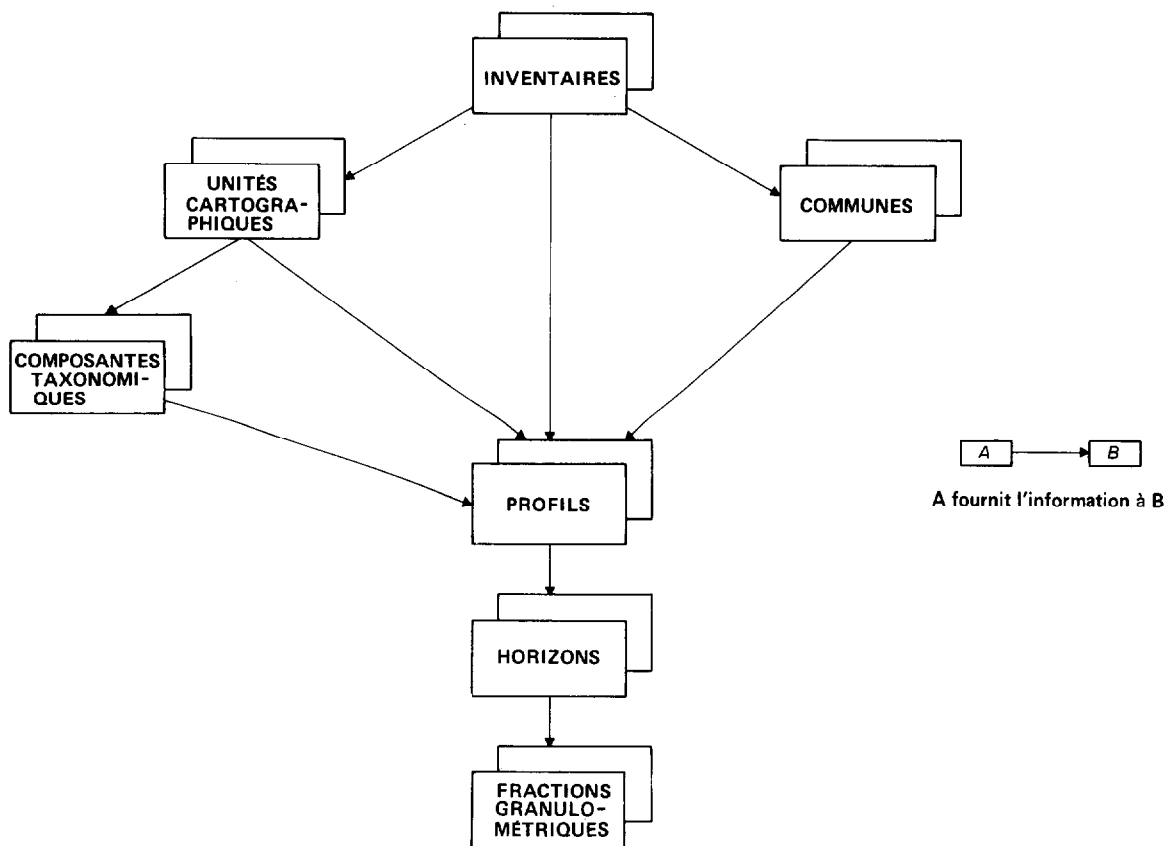 INVENTAIRES
UNITÉS
CARTOGRA-
PHIQUES
COMMUNES
COMPOSANTES
TAXONOMI-
QUES
PROFILS
A
B
A fournit l'information à B
HORIZONS
FRACTIONS
GRANULO-
MÉTRIQUES